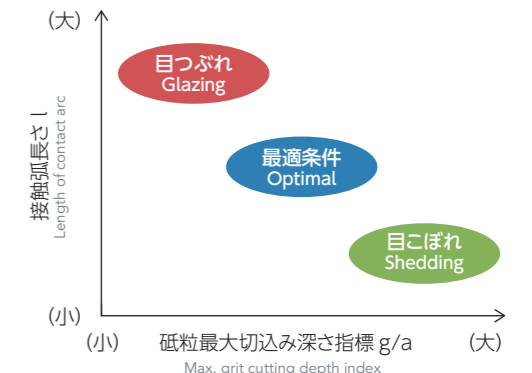 （大）
目つぶれ
Glazing
接触弧長さ l
Length of contact arc
最適条件
Optimal
目こぼれ
Shedding
（小）
（小）
砥粒最大切込み深さ指標 g/a
（大）
Max. grit cutting depth index